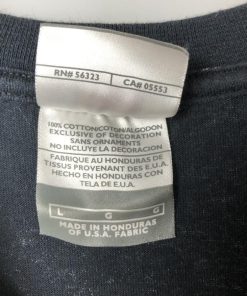 RN# 56323 CA# 05553
100% COTTON/COTON/ALGODON
EXCLUSIVE OF DECORATION
SANS ORNEMENTS
NO INCLUYE LA DECORACION
FABRIQUE AU HONDURAS DE
TISSUS PROVENANT DES E.U.A.
HECHO EN HONDURAS CON
TELA DE E.U.A.
L G G
MADE IN HONDURAS
OF U.S.A. FABRIC